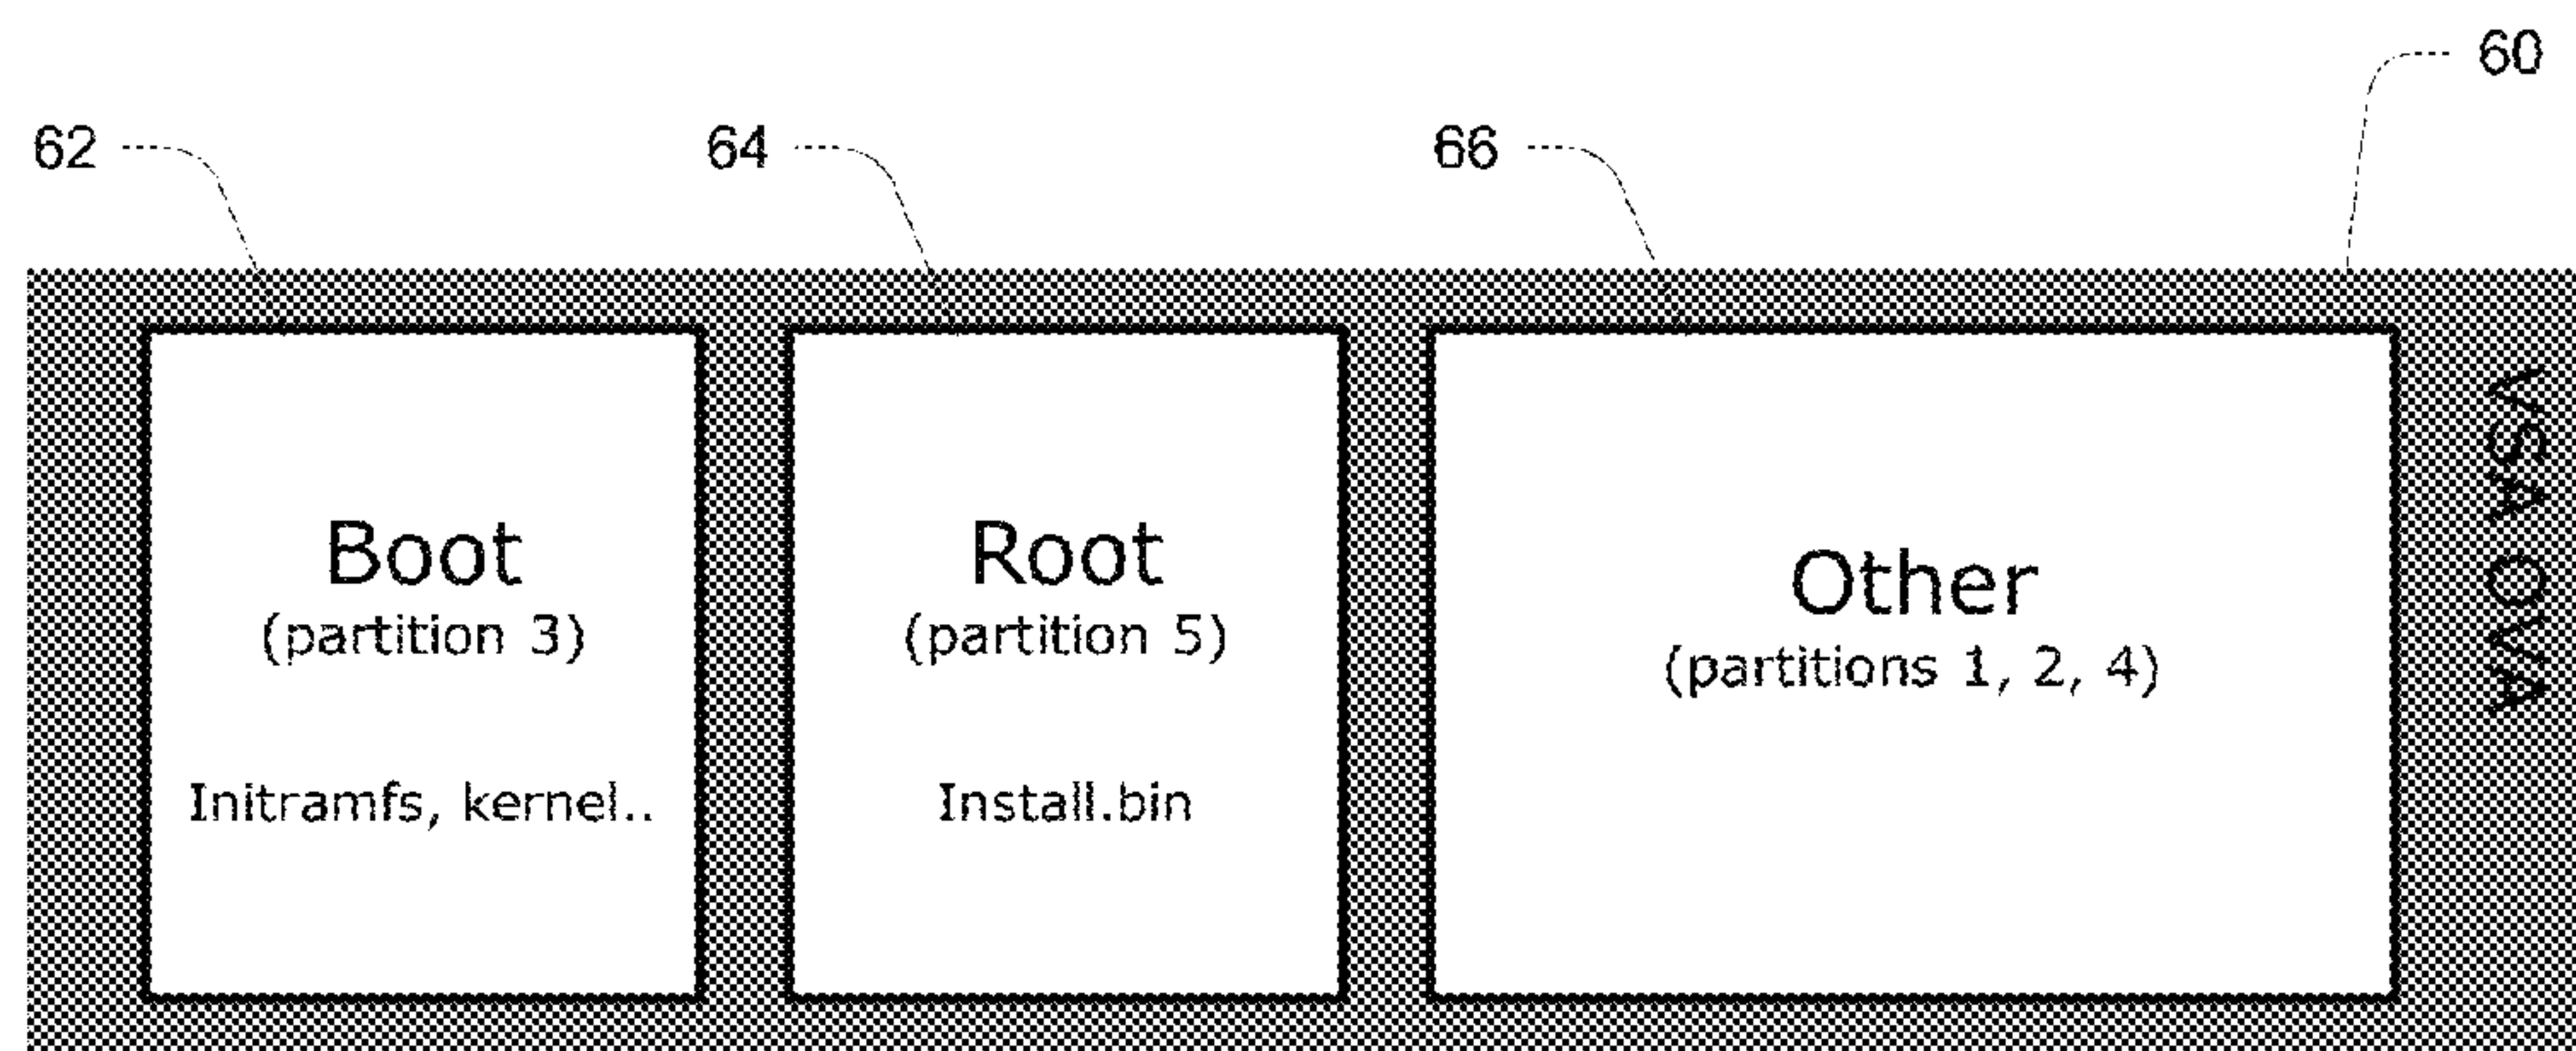 60
62
64
66
Boot
(partition 3)
Initramfs, kernel..
Root
(partition 5)
Install.bin
Other
(partitions 1, 2, 4)
VSA OVA